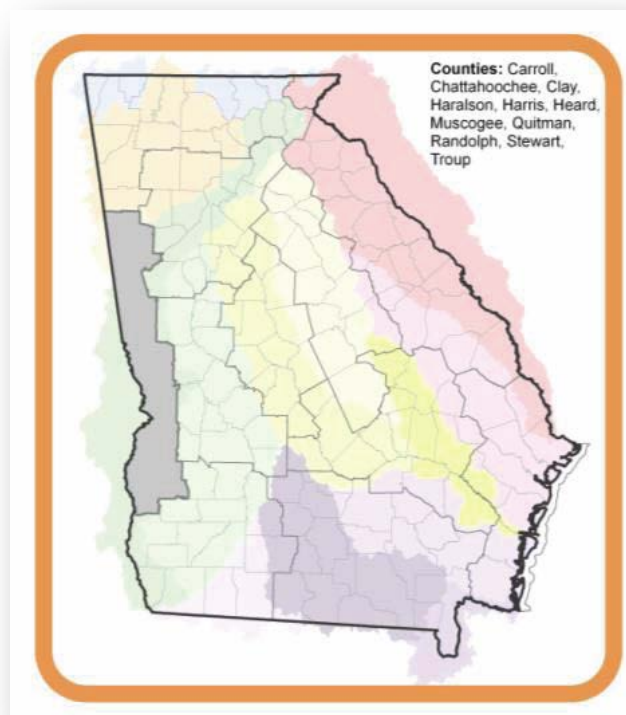 Counties: Carroll,
Chattahoochee, Clay,
Haralson, Harris, Heard,
Muscogee, Quitman,
Randolph, Stewart,
Troup